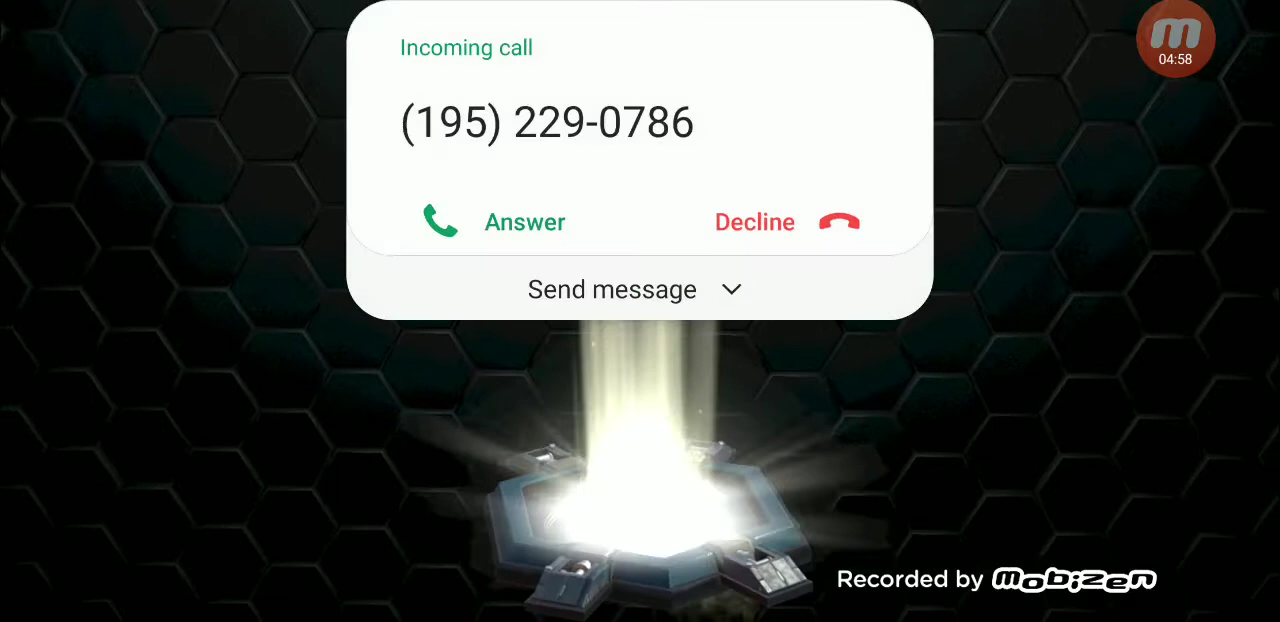 Incoming call
(195) 229-0786
Answer
Decline
Send message
m
04:58
Recorded by mobizen